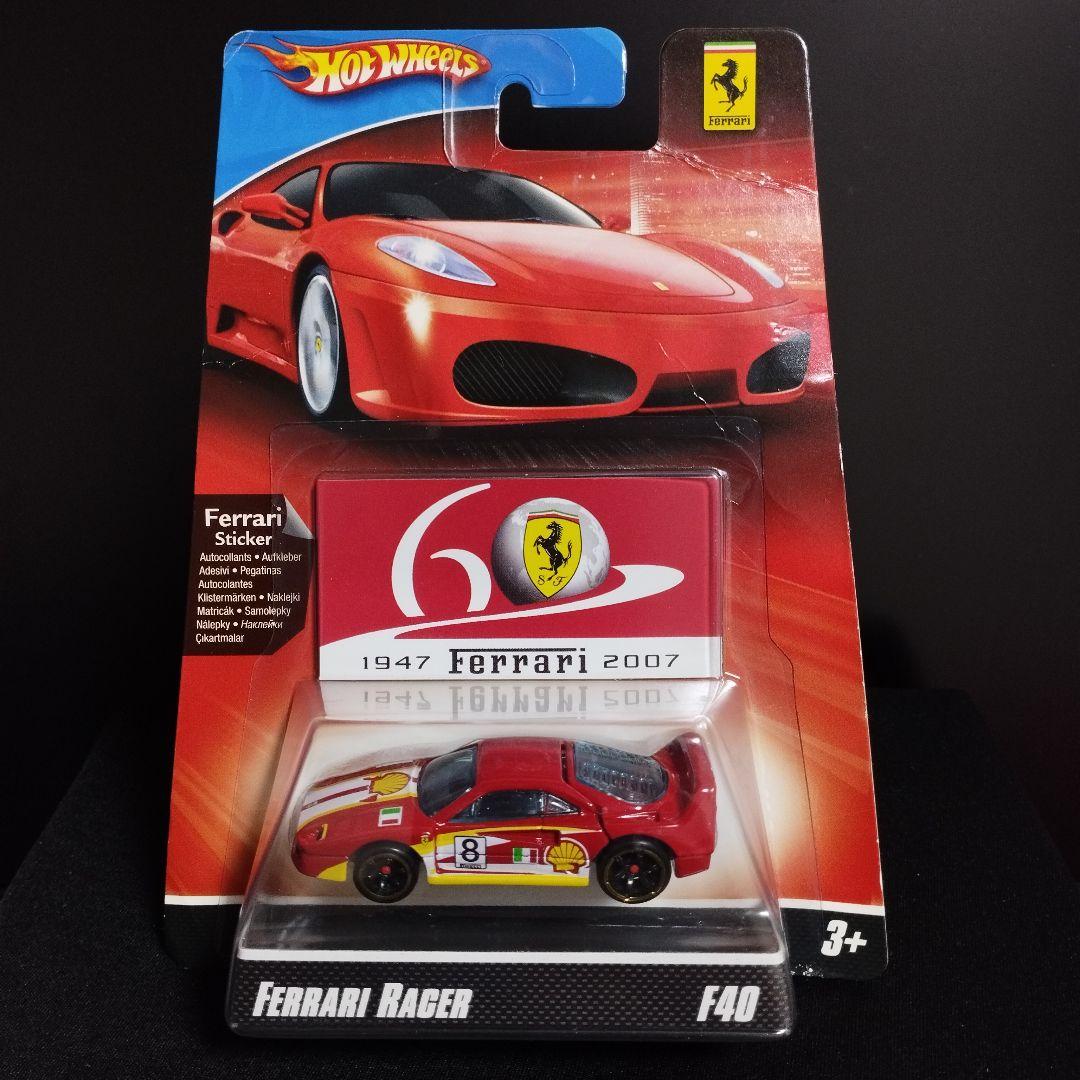 HOT WHEELS
Ferrari
Ferrari
Sticker
Autocollants • Aufkleber
Adesivi • Pegatinas
Autocolantes
Klistermärken • Naklejki
Matricák • Samolepky
Nálepky • Наклейки
Çıkartmalar
60
S F
1947 Ferrari 2007
8
3+
FERRARI RACER
F40